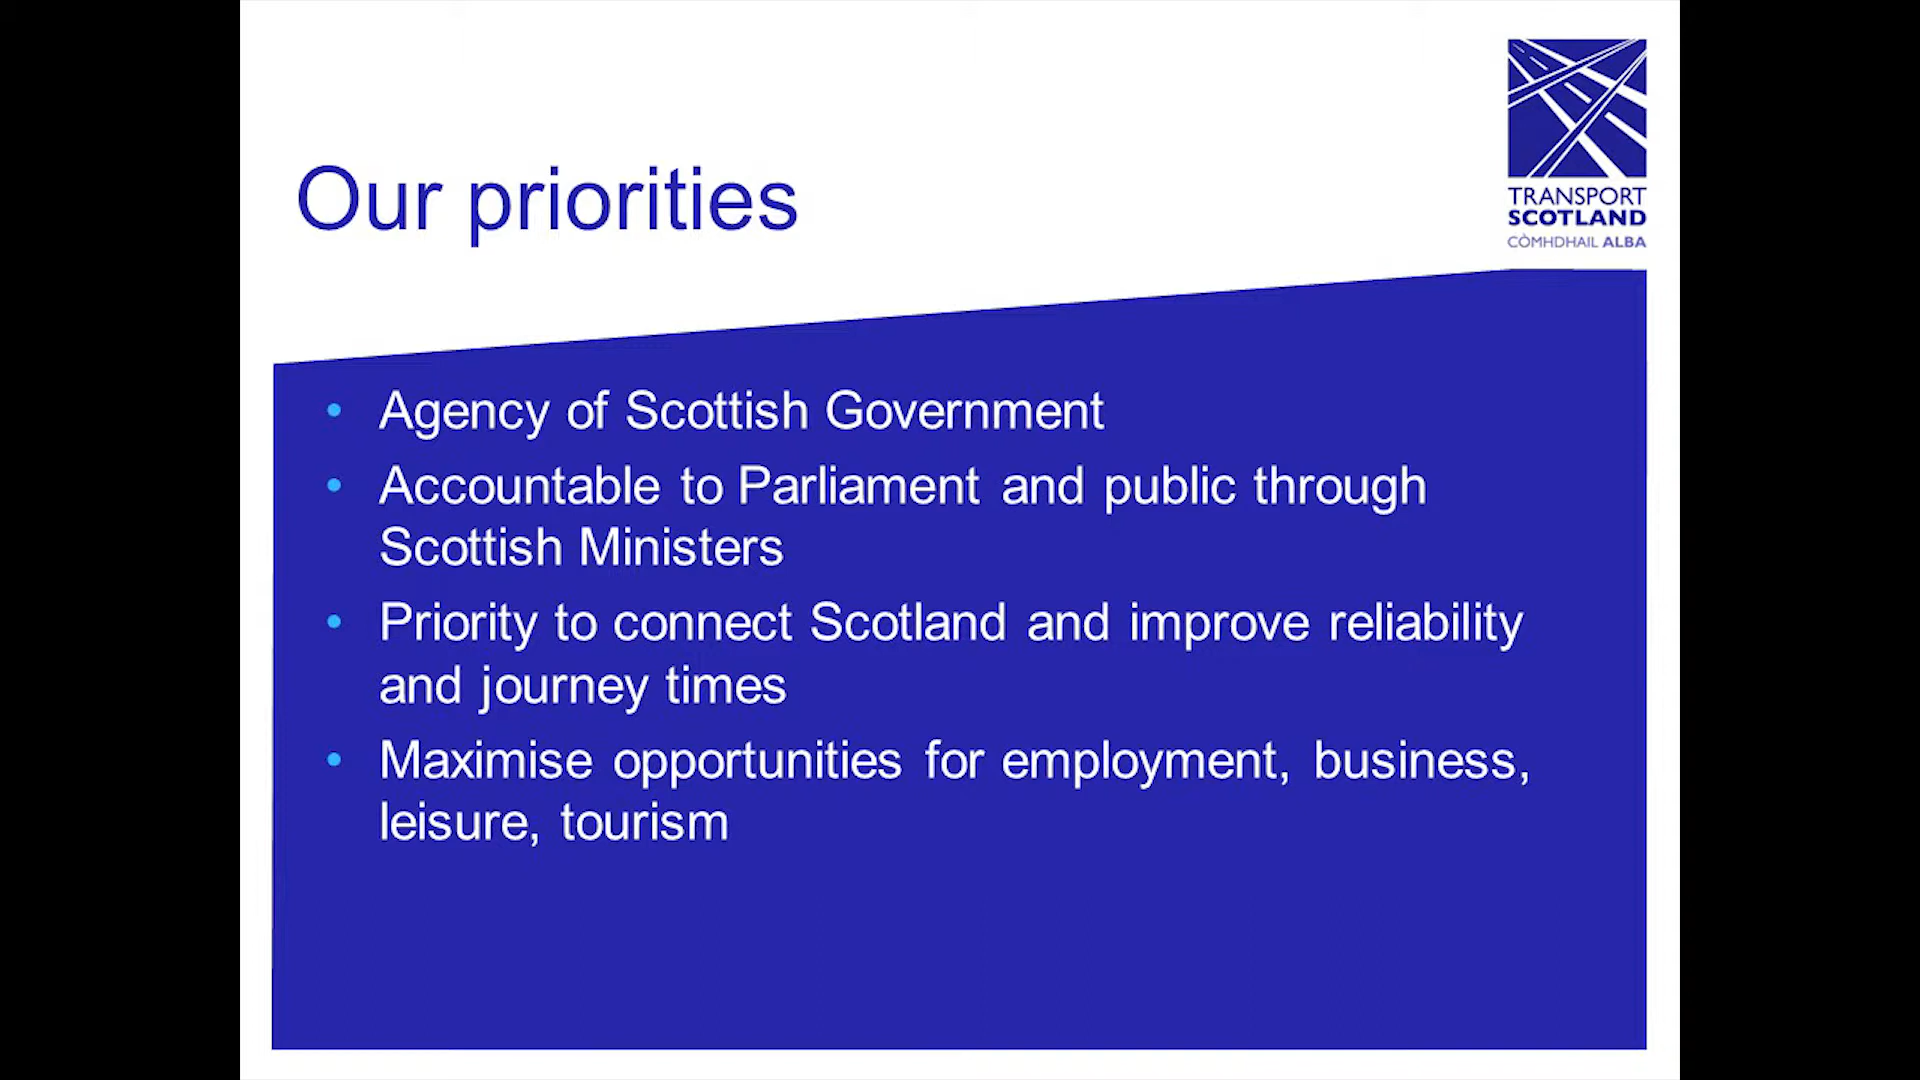 Our priorities
TRANSPORT
SCOTLAND
CÒMHDHAIL ALBA
• Agency of Scottish Government
• Accountable to Parliament and public through
Scottish Ministers
• Priority to connect Scotland and improve reliability
and journey times
• Maximise opportunities for employment, business,
leisure, tourism